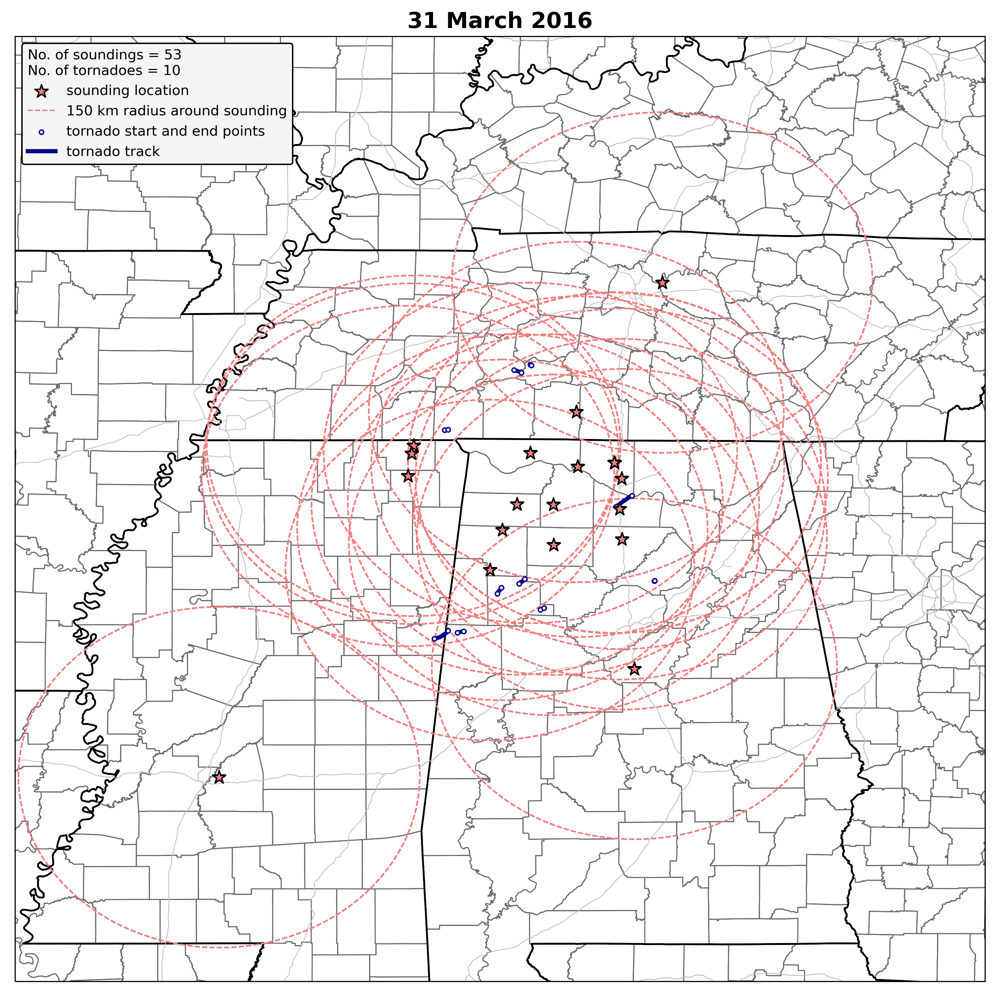 31 March 2016
No. of soundings = 53
No. of tornadoes = 10
sounding location
150 km radius around sounding
tornado start and end points
tornado track